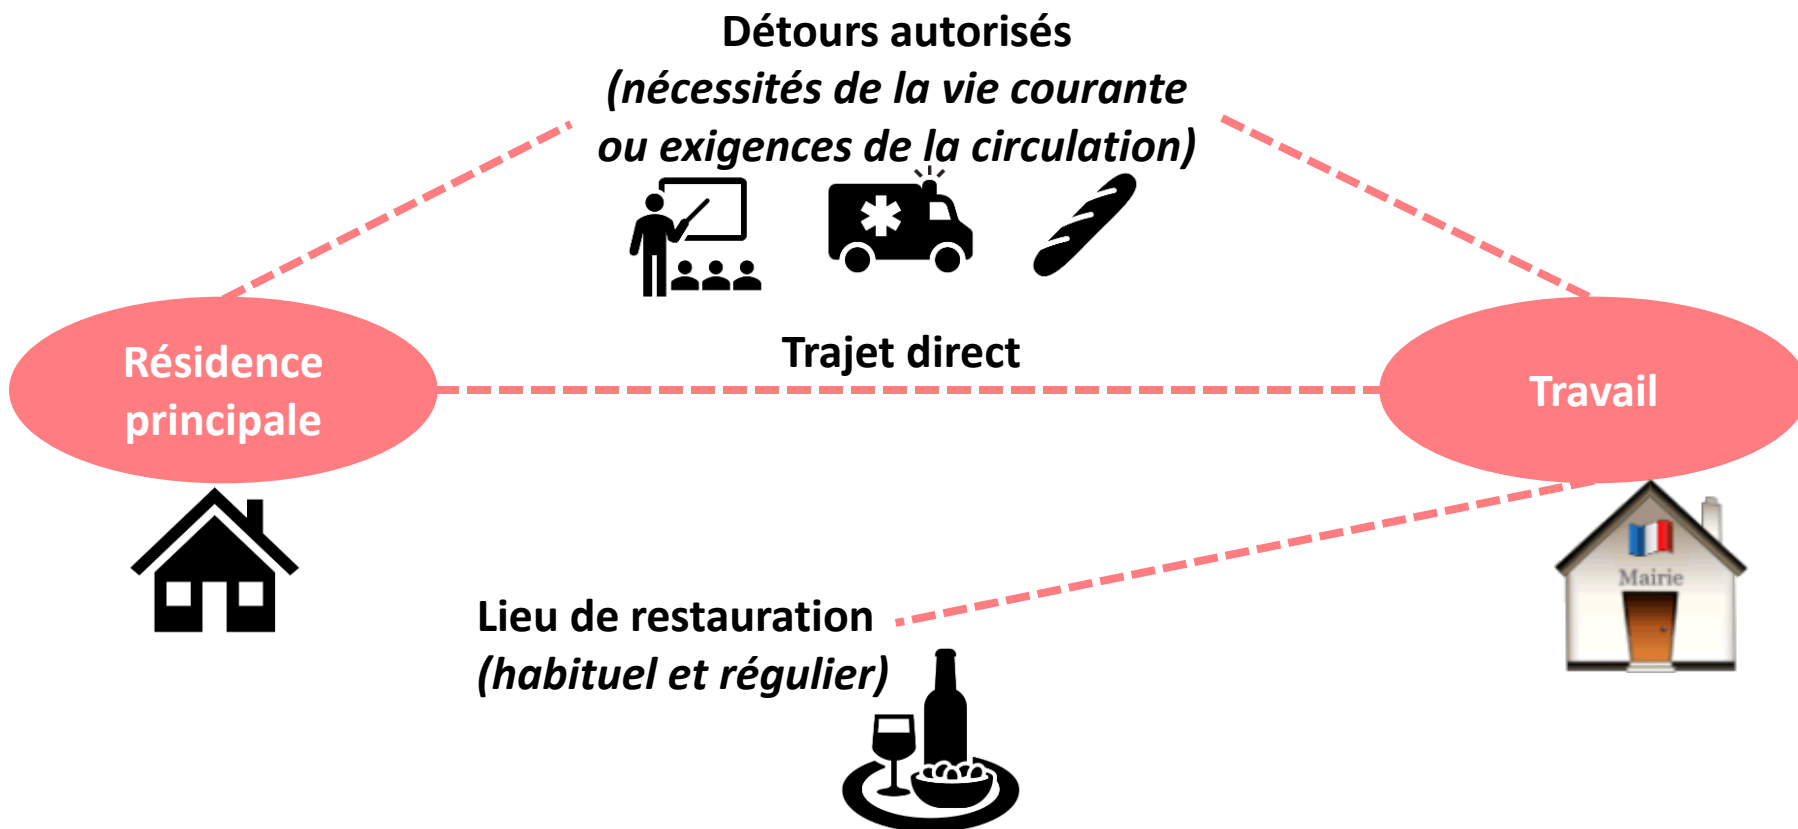 Détours autorisés
(nécessités de la vie courante
ou exigences de la circulation)
Résidence
principale
Trajet direct
Travail
Mairie
Lieu de restauration
(habituel et régulier)